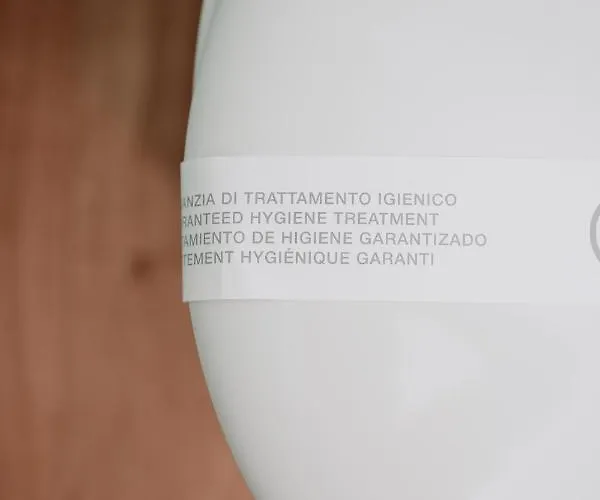 ANZIA DI TRATTAMENTO IGIENICO
RANTEED HYGIENE TREATMENT
TAMIENTO DE HIGIENE GARANTIZADO
TEMENT HYGIÉNIQUE GARANTI